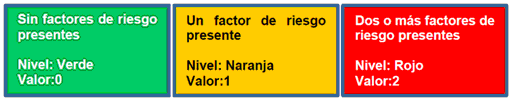 Sin factores de riesgo
presentes
Nivel: Verde
Valor:0
Un factor de riesgo
presente
Nivel: Naranja
Valor:1
Dos o más factores de
riesgo presentes
Nivel: Rojo
Valor:2